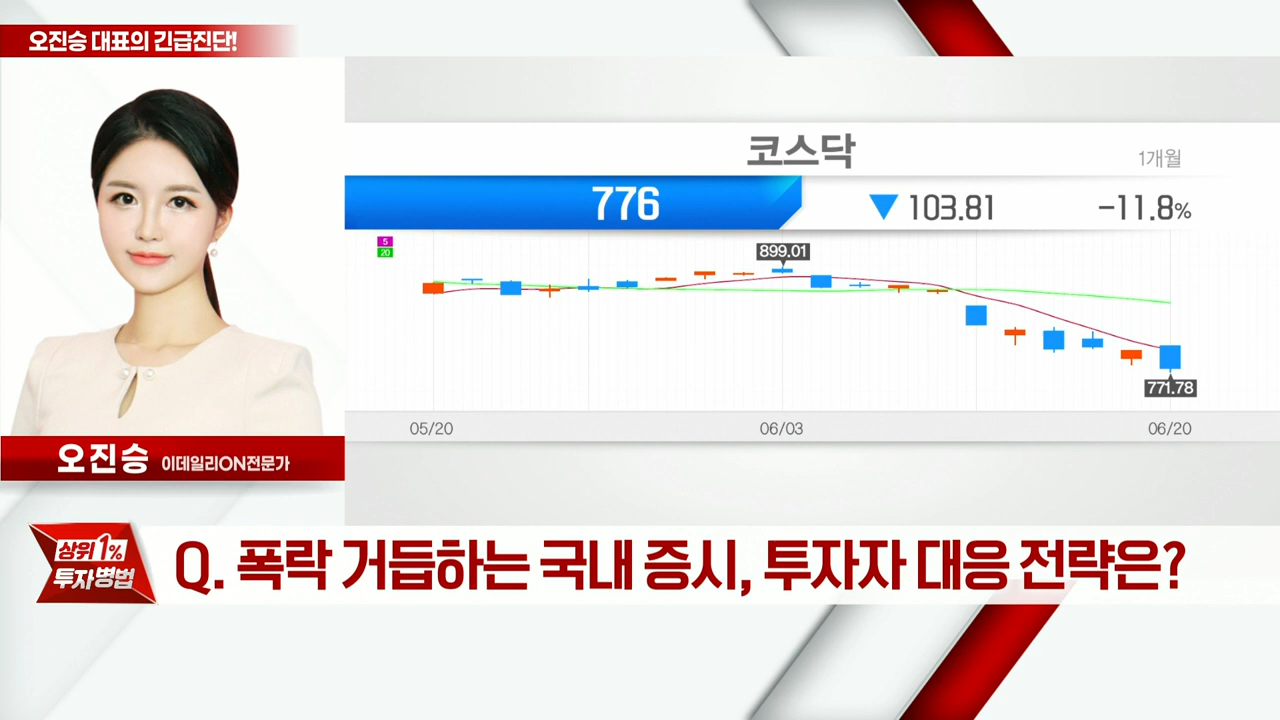 오진승 대표의 긴급진단!
코스닥
1개월
776
▼ 103.81
-11.8%
5
20
899.01
771.78
05/20
06/03
06/20
오진승 이데일리ON전문가
상위 1%
투자병법
Q. 폭락 거듭하는 국내 증시, 투자자 대응 전략은?